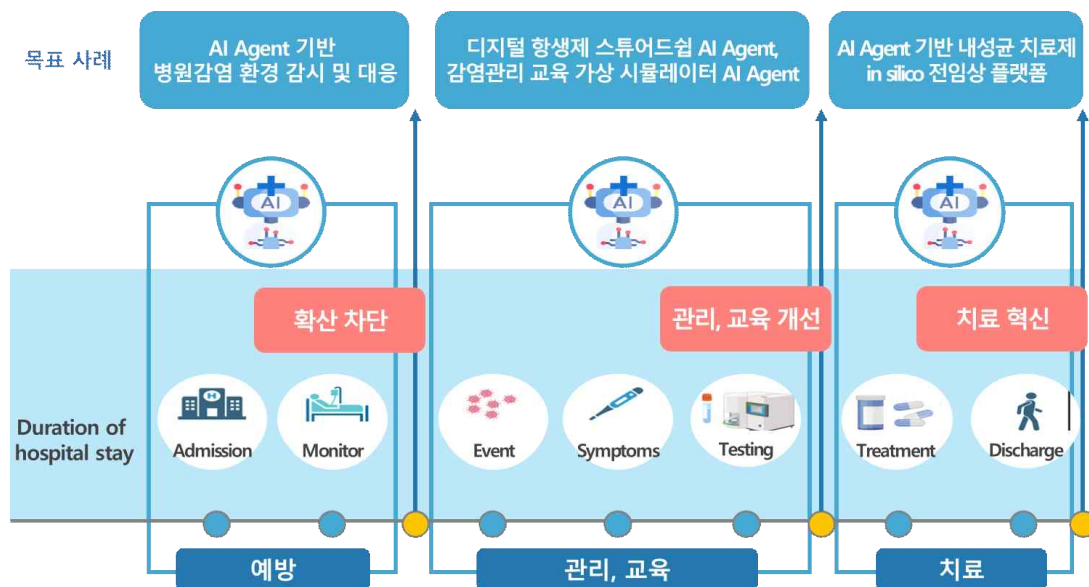 목표 사례
AI Agent 기반
병원감염 환경 감시 및 대응
디지털 항생제 스튜어드쉽 AI Agent,
감염관리 교육 가상 시뮬레이터 AI Agent
AI Agent 기반 내성균 치료제
in silico 전임상 플랫폼
AI
AI
AI
확산 차단
관리, 교육 개선
치료 혁신
Duration of
hospital stay
H
Admission
Monitor
Event
Symptoms
Testing
Treatment
Discharge
예방
관리, 교육
치료